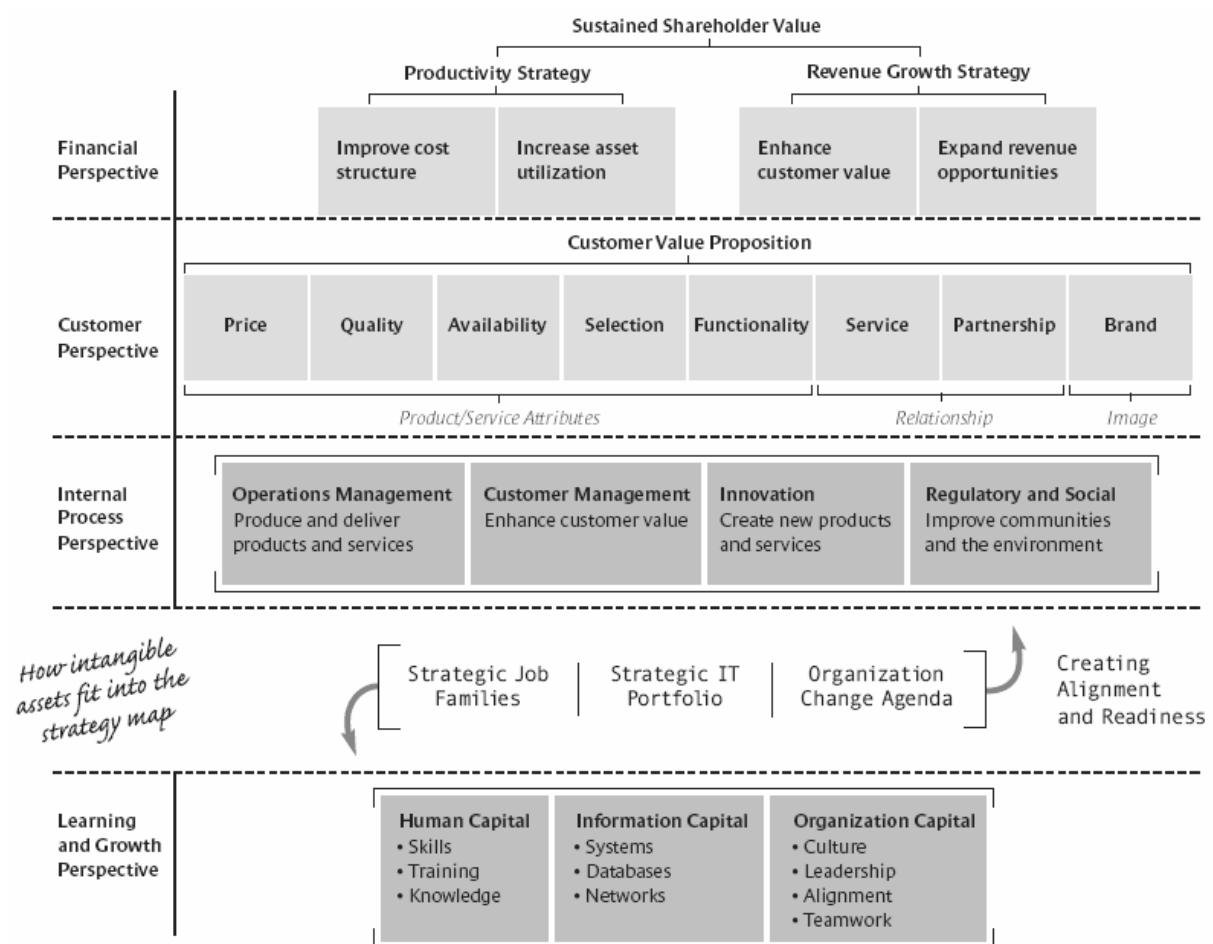 Sustained Shareholder Value
Productivity Strategy
Revenue Growth Strategy
Financial
Perspective
Improve cost
structure
Increase asset
utilization
Enhance
customer value
Expand revenue
opportunities
Customer Value Proposition
Customer
Perspective
Price
Quality
Availability
Selection
Functionality
Service
Partnership
Brand
Product/Service Attributes
Relationship
Image
Internal
Process
Perspective
Operations Management
Produce and deliver
products and services
Customer Management
Enhance customer value
Innovation
Create new products
and services
Regulatory and Social
Improve communities
and the environment
How intangible
assets fit into the
strategy map
Strategic Job
Families
Strategic IT
Portfolio
Organization
Change Agenda
Creating
Alignment
and Readiness
Learning
and Growth
Perspective
Human Capital
• Skills
• Training
• Knowledge
Information Capital
• Systems
• Databases
• Networks
Organization Capital
• Culture
• Leadership
• Alignment
• Teamwork